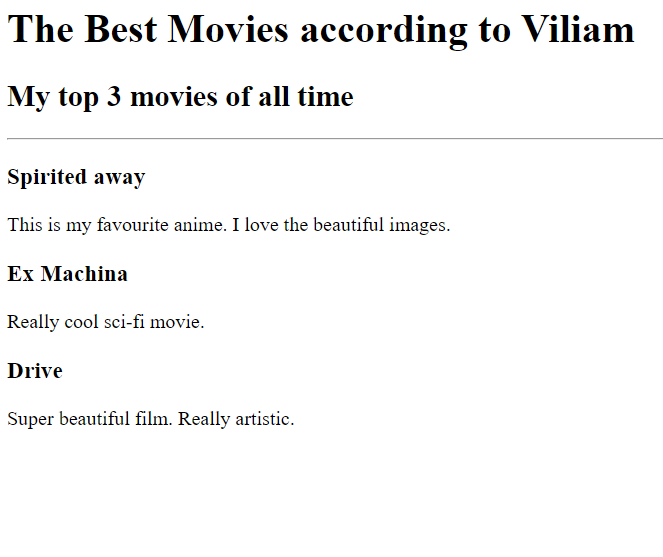 The Best Movies according to Viliam
My top 3 movies of all time
Spirited away
This is my favourite anime. I love the beautiful images.
Ex Machina
Really cool sci-fi movie.
Drive
Super beautiful film. Really artistic.